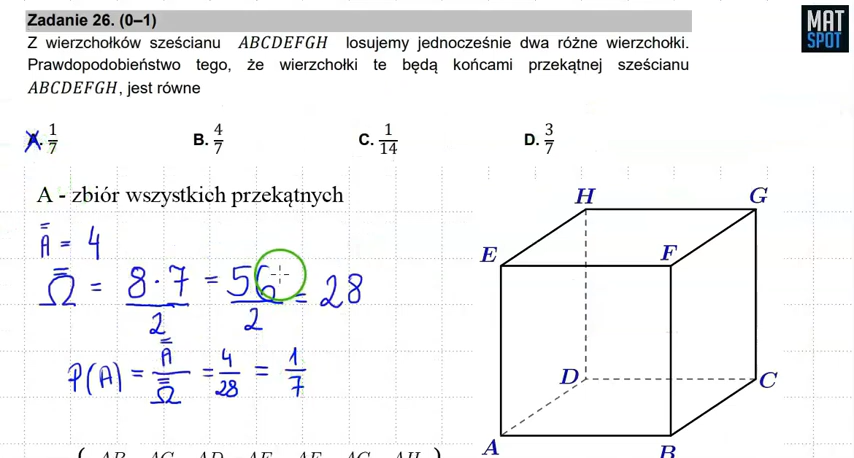 Zadanie 26. (0–1)
MAT
SPOT
Z wierzchołków sześcianu ABCDEFGH losujemy jednocześnie dwa różne wierzchołki.
Prawdopodobieństwo tego, że wierzchołki te będą końcami przekątnej sześcianu
ABCDEFGH, jest równe
A. 1/7 B. 4/7 C. 1/14 D. 3/7
A - zbiór wszystkich przekątnych
A̿ = 4
Ω̿ = 8·7/2 = 56/2 = 28
P(A) = A̿/Ω̿ = 4/28 = 1/7
H G
E F
D C
A B